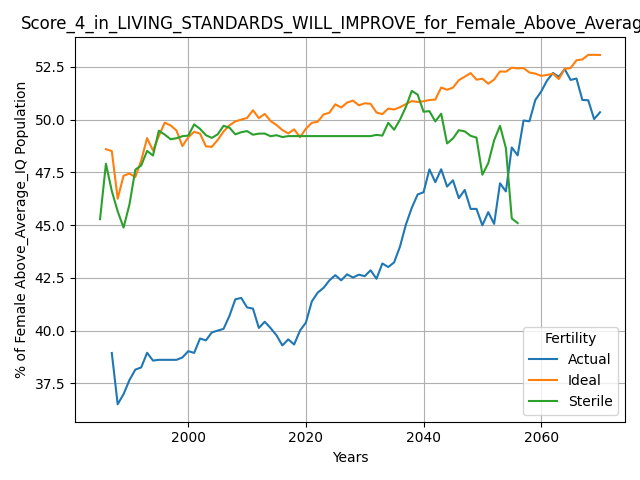 Score_4_in_LIVING_STANDARDS_WILL_IMPROVE_for_Female_Above_Averag
% of Female Above_Average_IQ Population
52.5
50.0
47.5
45.0
42.5
40.0
37.5
2000
2020
2040
2060
Years
Fertility
Actual
Ideal
Sterile